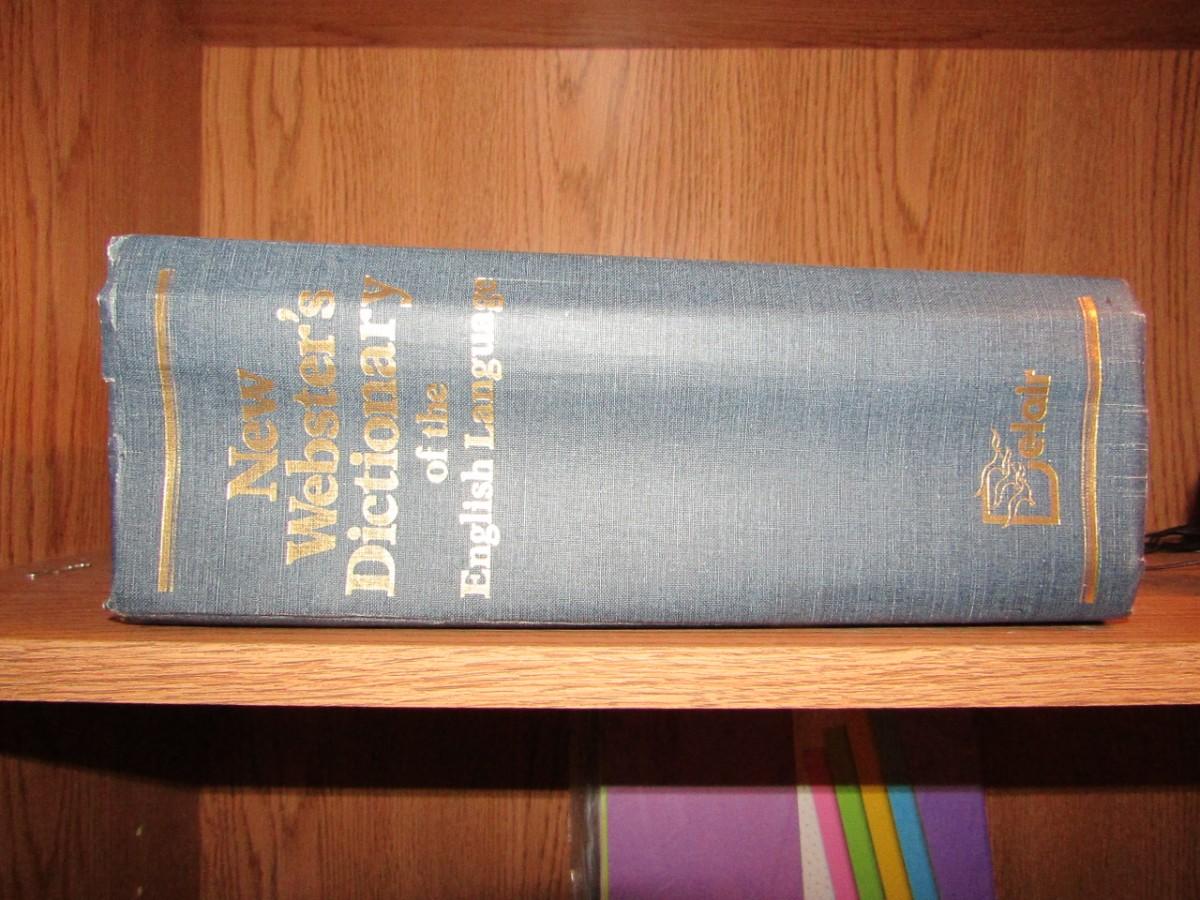 New
Webster's
Dictionary
of the
English Language
Delair